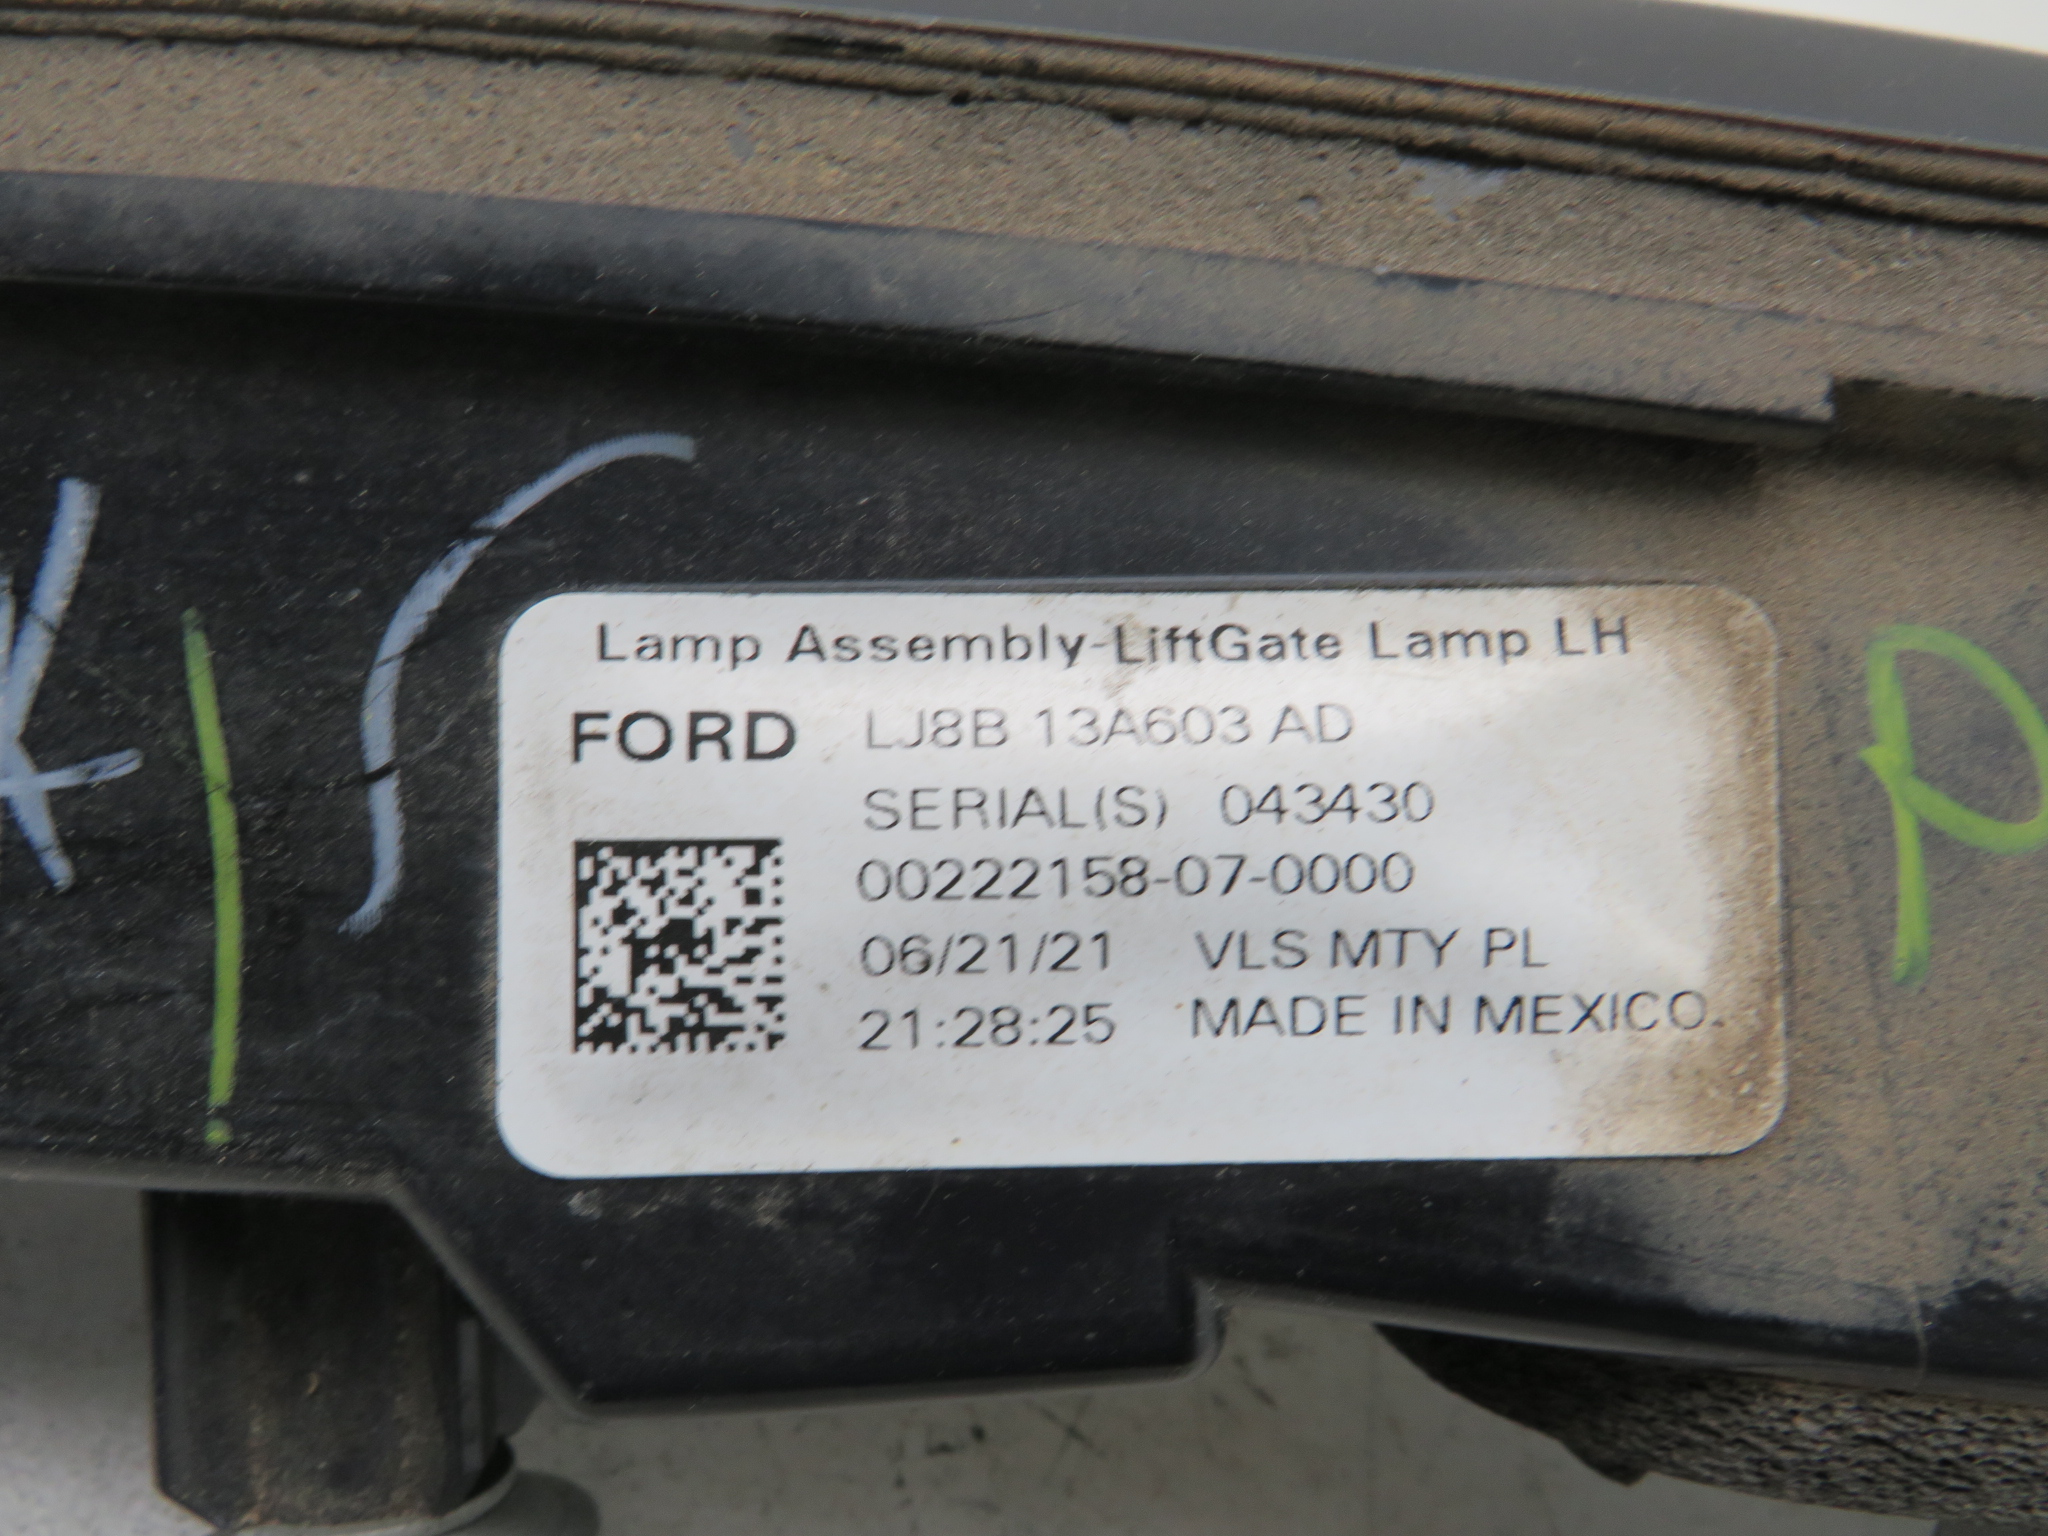 Lamp Assembly-LiftGate Lamp LH
FORD LJ8B 13A603 AD
SERIAL(S) 043430
00222158-07-0000
06/21/21 VLS MTY PL
21:28:25 MADE IN MEXICO.